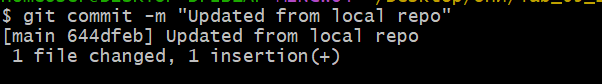 $ git commit -m "Updated from local repo"
[main 644dfeb] Updated from local repo
 1 file changed, 1 insertion(+)